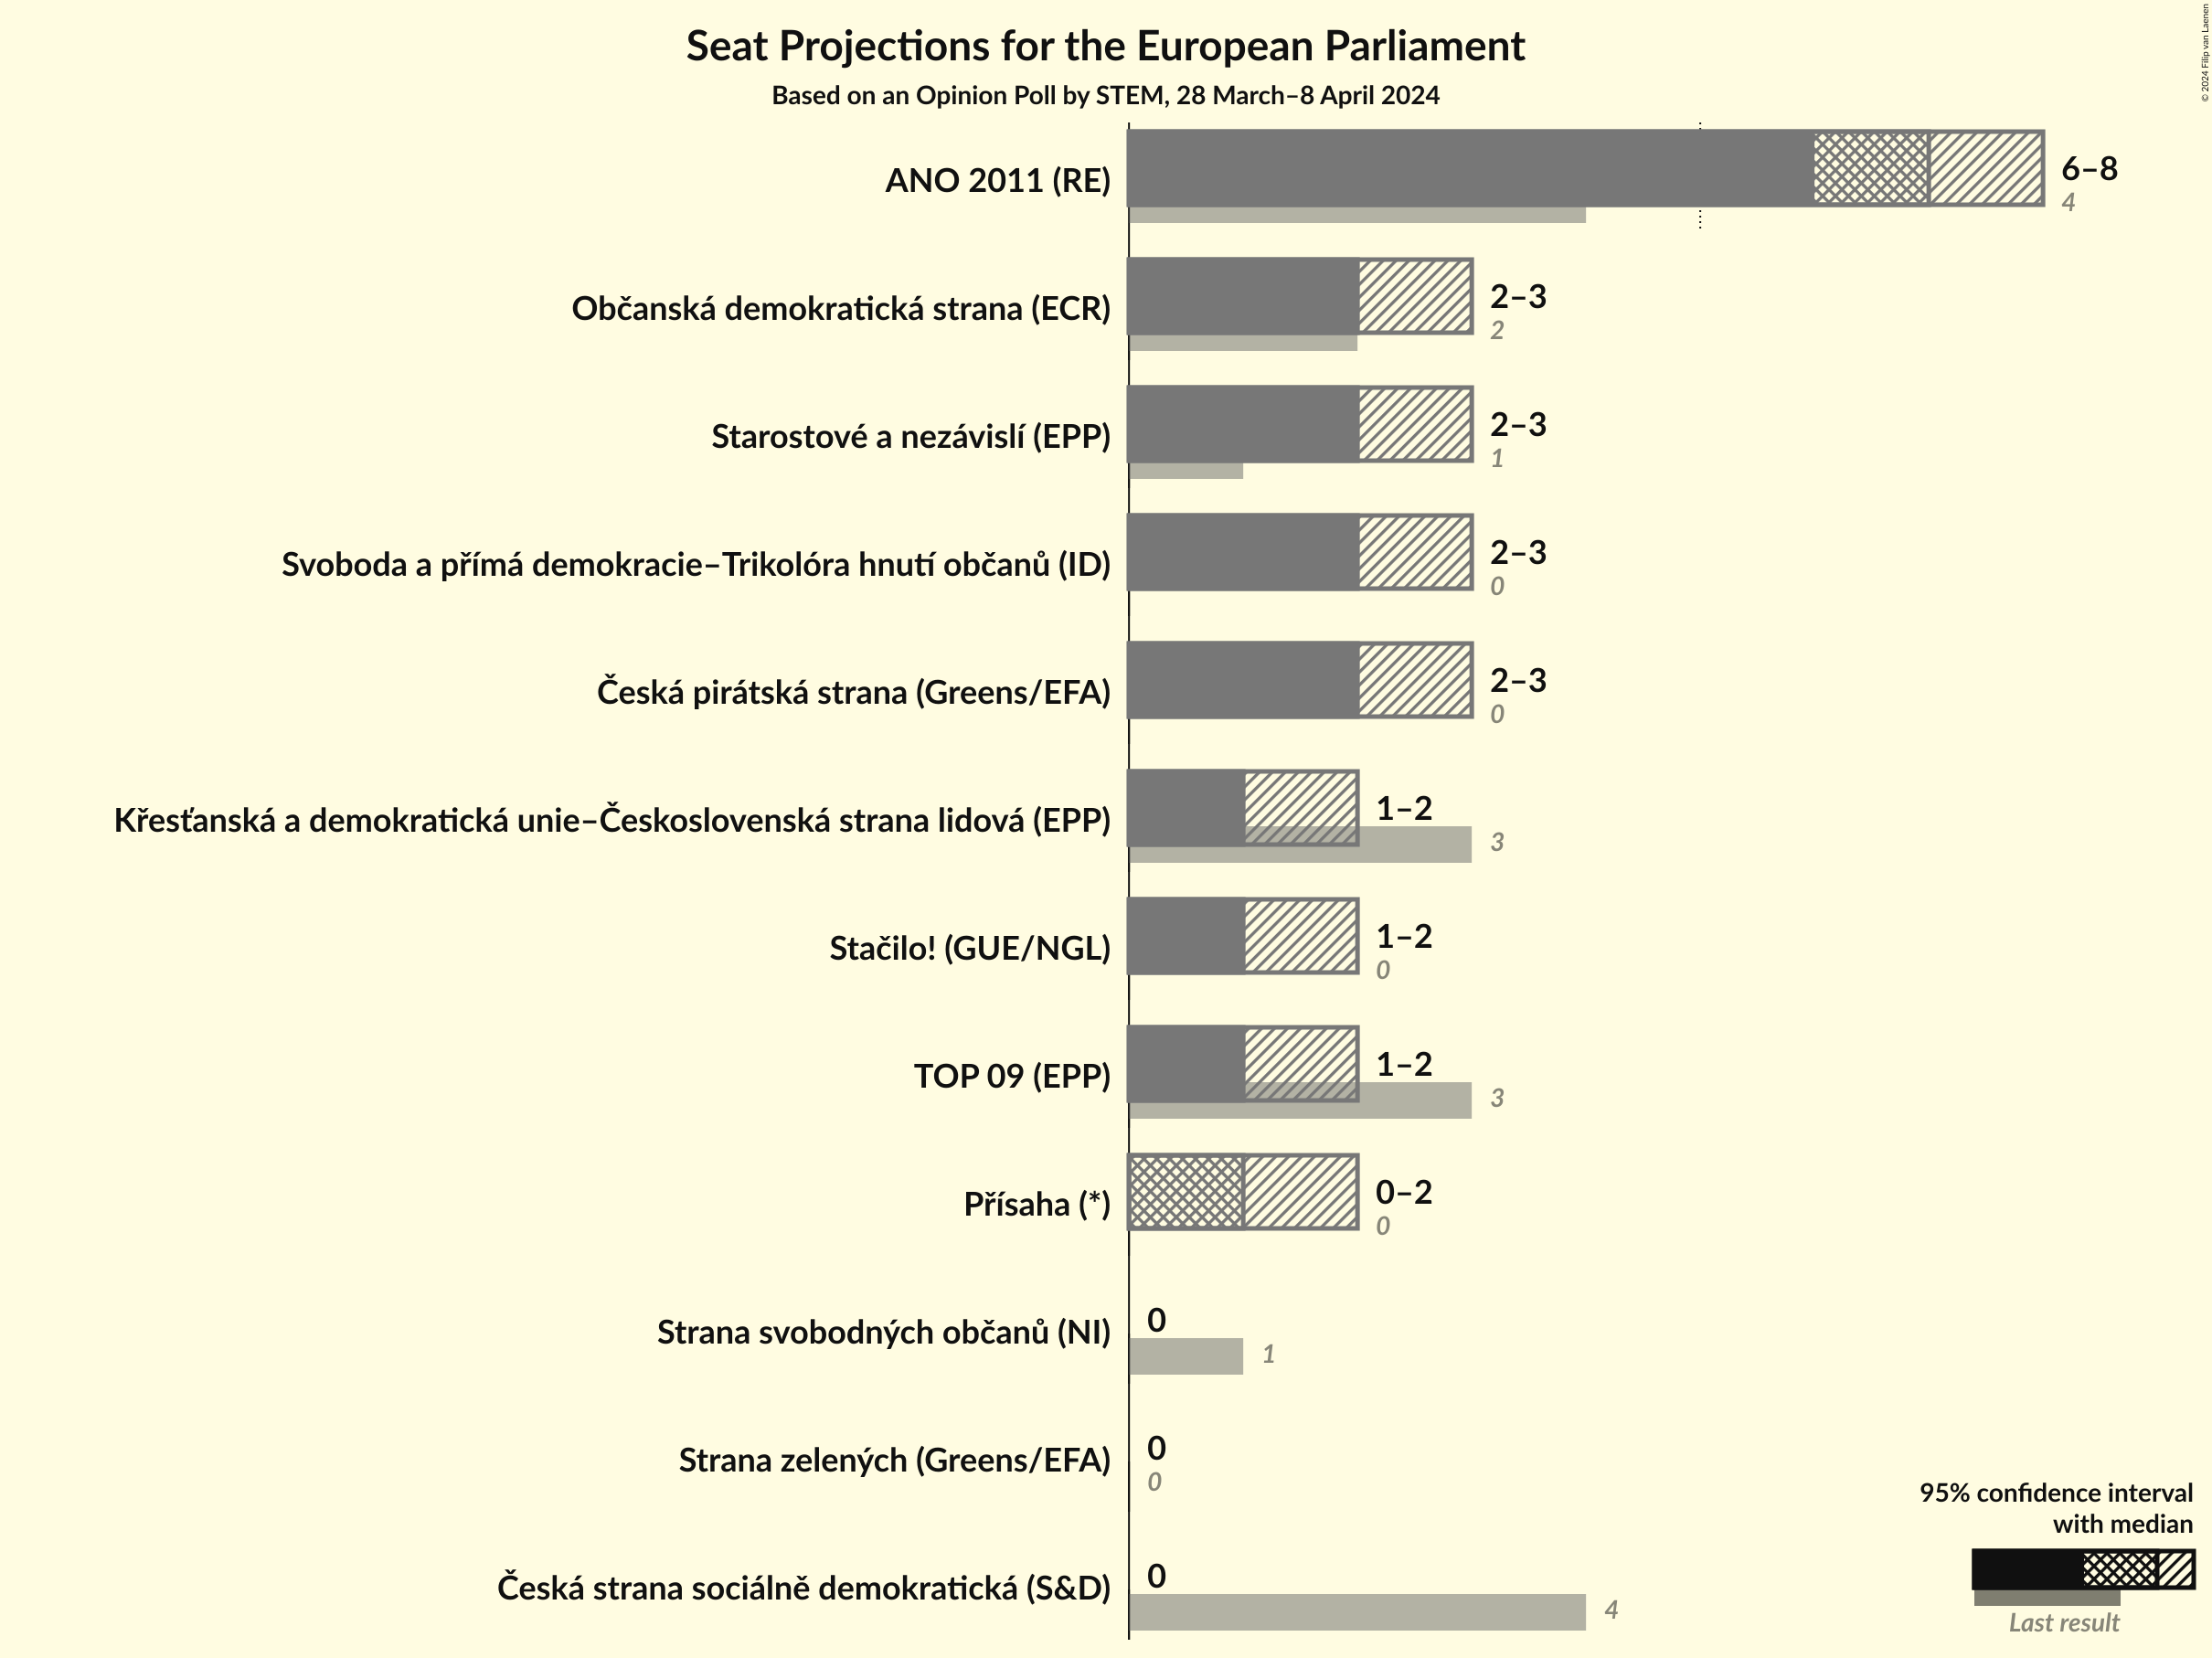 Seat Projections for the European Parliament
Based on an Opinion Poll by STEM, 28 March–8 April 2024
© 2024 Filip van Laenen
ANO 2011 (RE)
6–8
4
Občanská demokratická strana (ECR)
2–3
2
Starostové a nezávislí (EPP)
2–3
1
Svoboda a přímá demokracie–Trikolóra hnutí občanů (ID)
2–3
0
Česká pirátská strana (Greens/EFA)
2–3
0
Křesťanská a demokratická unie–Československá strana lidová (EPP)
1–2
3
Stačilo! (GUE/NGL)
1–2
0
TOP 09 (EPP)
1–2
3
Přísaha (*)
0–2
0
Strana svobodných občanů (NI)
0
1
Strana zelených (Greens/EFA)
0
0
Česká strana sociálně demokratická (S&D)
0
4
95% confidence interval
with median
Last result